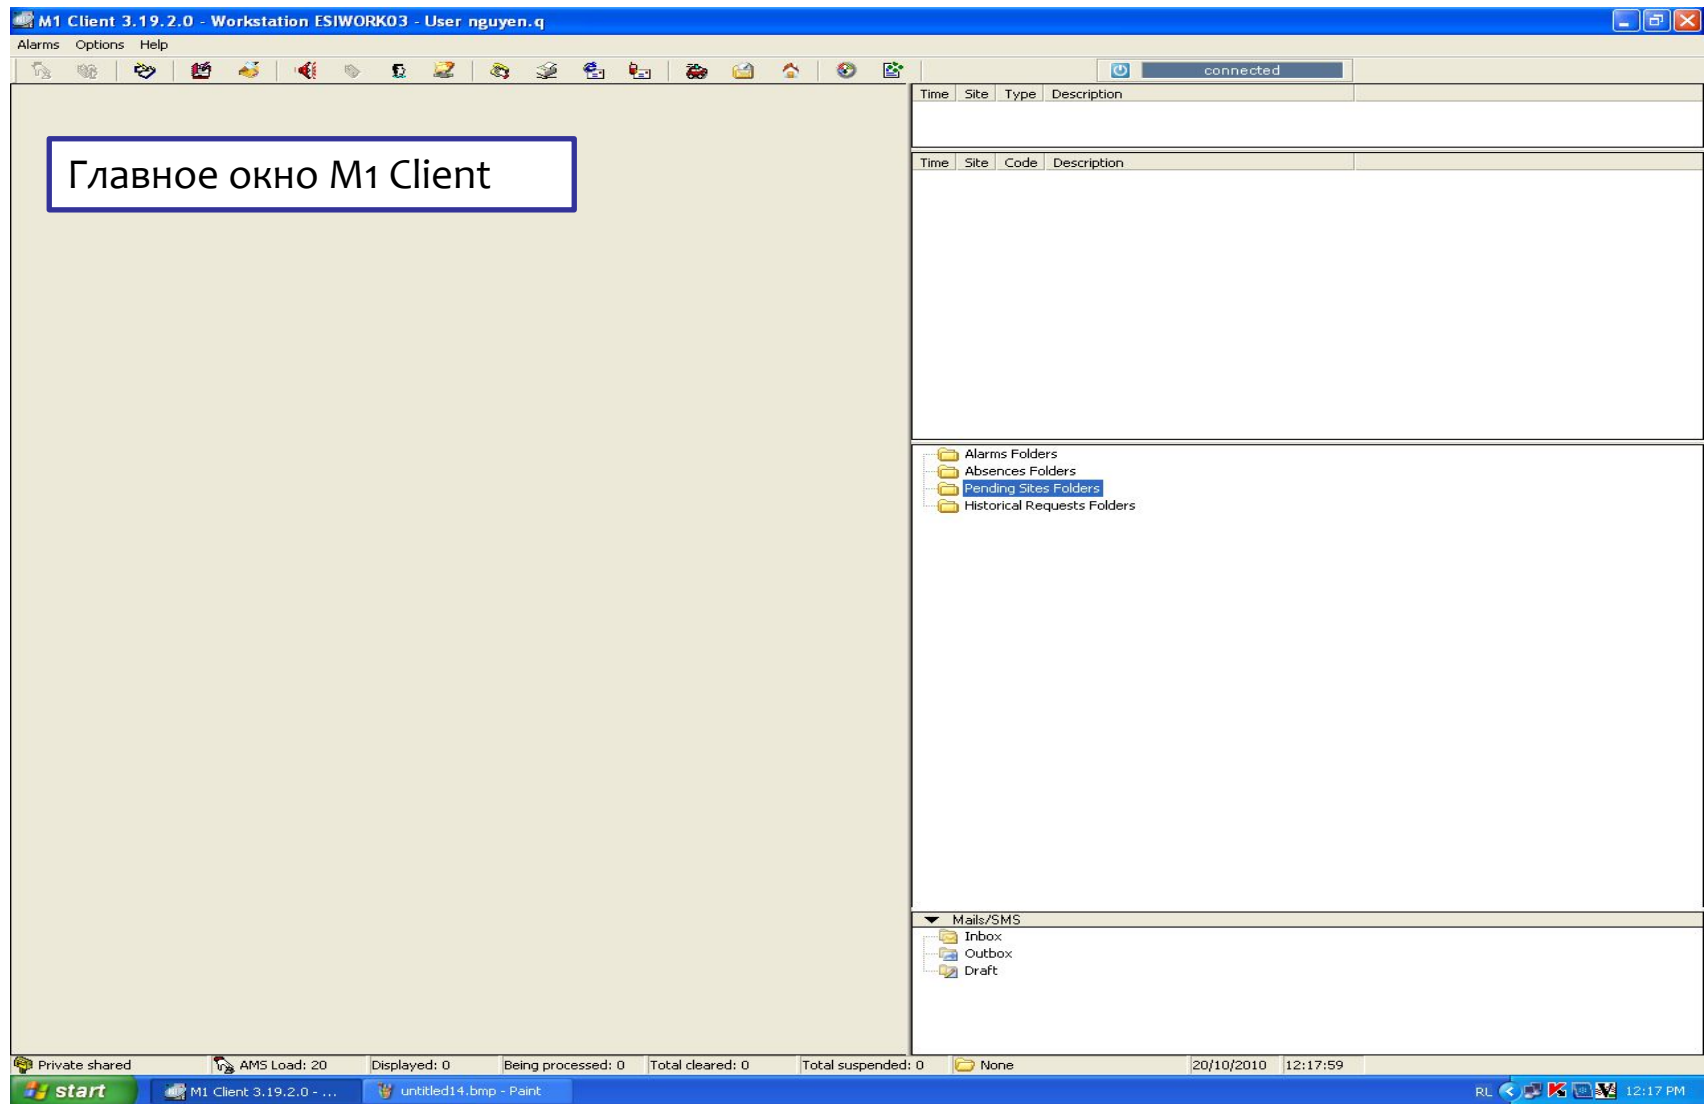 M1 Client 3.19.2.0 - Workstation ESIWORK03 - User nguyen.q
Alarms Options Help
connected
Time Site Type Description
Главное окно M1 Client
Time Site Code Description
Alarms Folders
Absences Folders
Pending Sites Folders
Historical Requests Folders
Mails/SMS
Inbox
Outbox
Draft
Private shared AMS Load: 20 Displayed: 0 Being processed: 0 Total cleared: 0 Total suspended: 0 None 20/10/2010 12:17:59
start M1 Client 3.19.2.0 - ... untitled14.bmp - Paint RL 12:17 PM